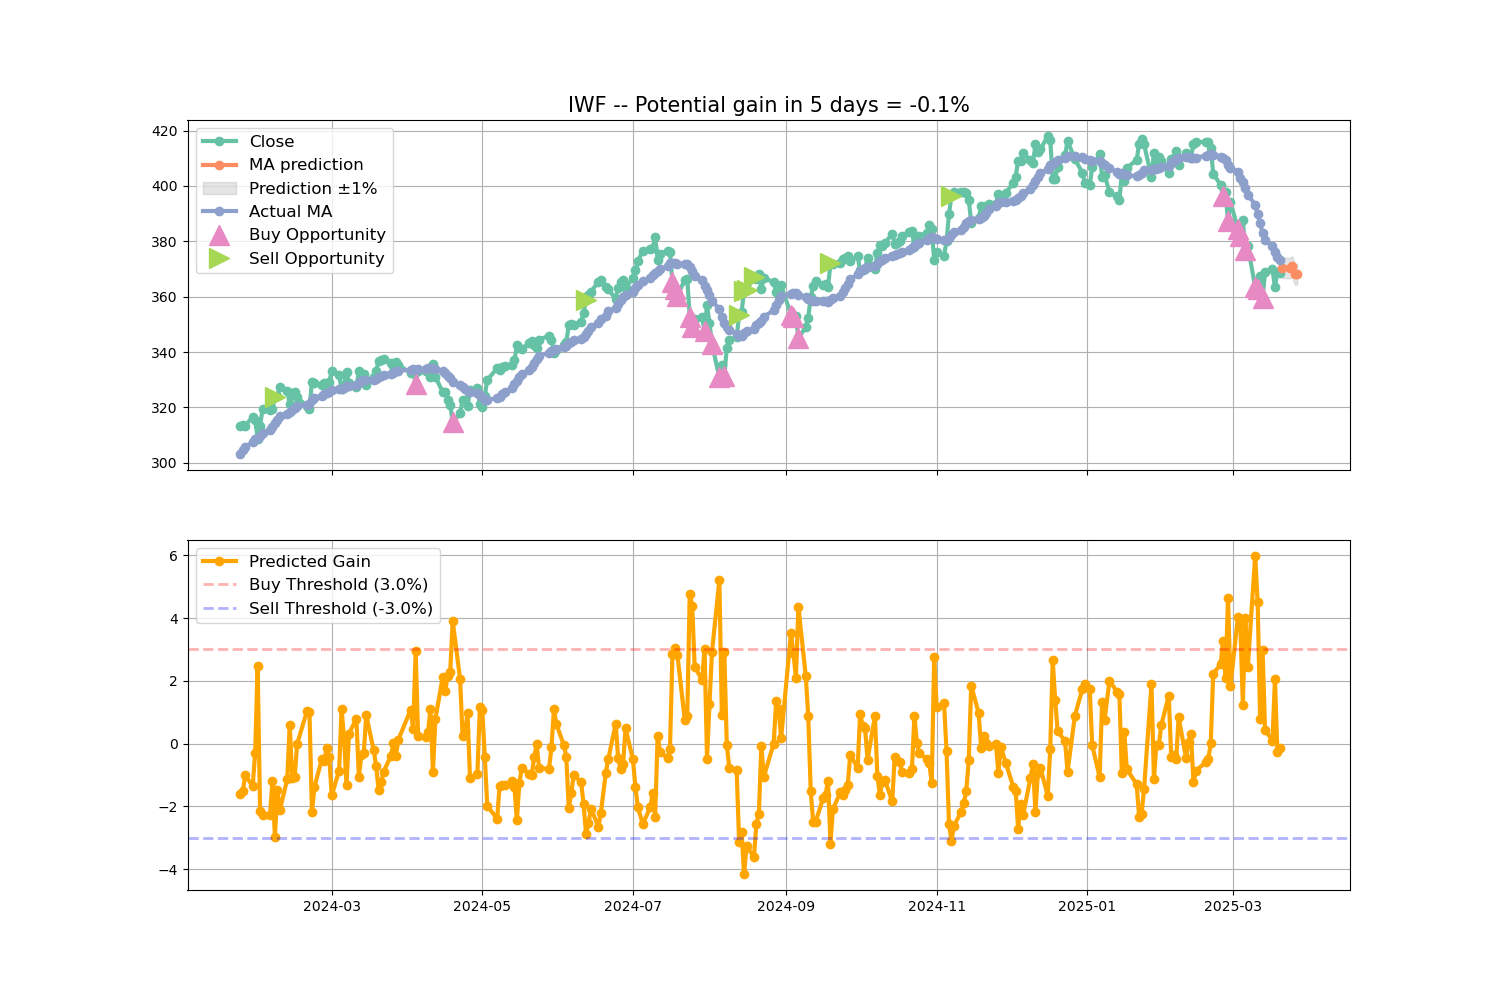 IWF -- Potential gain in 5 days = -0.1%
420
400
380
360
340
320
300
Close
MA prediction
Prediction ±1%
Actual MA
Buy Opportunity
Sell Opportunity
6
4
2
0
−2
−4
Predicted Gain
Buy Threshold (3.0%)
Sell Threshold (-3.0%)
2024-03
2024-05
2024-07
2024-09
2024-11
2025-01
2025-03